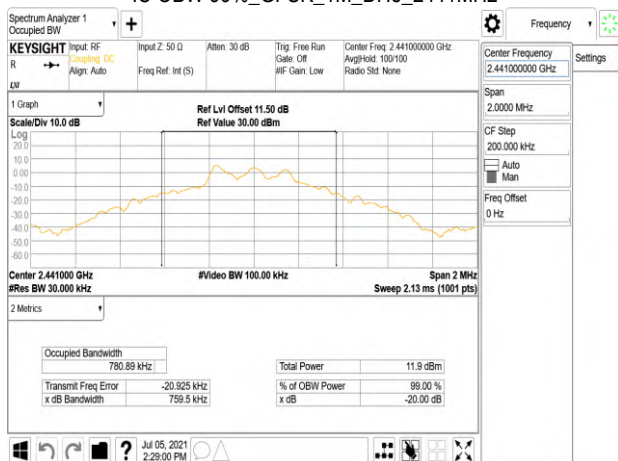 Spectrum Analyzer 1
Occupied BW
Frequency
KEYSIGHT
R
Input: RF
Coupling: DC
Align: Auto
Input Z: 50 Ω
Freq Ref: Int (S)
Atten: 30 dB
Trig: Free Run
Gate: Off
#IF Gain: Low
Center Freq: 2.441000000 GHz
Avg|Hold: 100/100
Radio Std: None
Center Frequency
2.441000000 GHz
Settings
Span
2.0000 MHz
CF Step
200.000 kHz
Auto
Man
Freq Offset
0 Hz
1 Graph
Scale/Div 10.0 dB
Ref Lvl Offset 11.50 dB
Ref Value 30.00 dBm
Log
20.0
10.0
0.00
-10.0
-20.0
-30.0
-40.0
-50.0
-60.0
Center 2.441000 GHz
#Res BW 30.000 kHz
#Video BW 100.00 kHz
Span 2 MHz
Sweep 2.13 ms (1001 pts)
2 Metrics
Occupied Bandwidth
780.89 kHz
Total Power 11.9 dBm
Transmit Freq Error -20.925 kHz
% of OBW Power 99.00 %
x dB Bandwidth 759.5 kHz
x dB -20.00 dB
Jul 05, 2021
2:29:00 PM